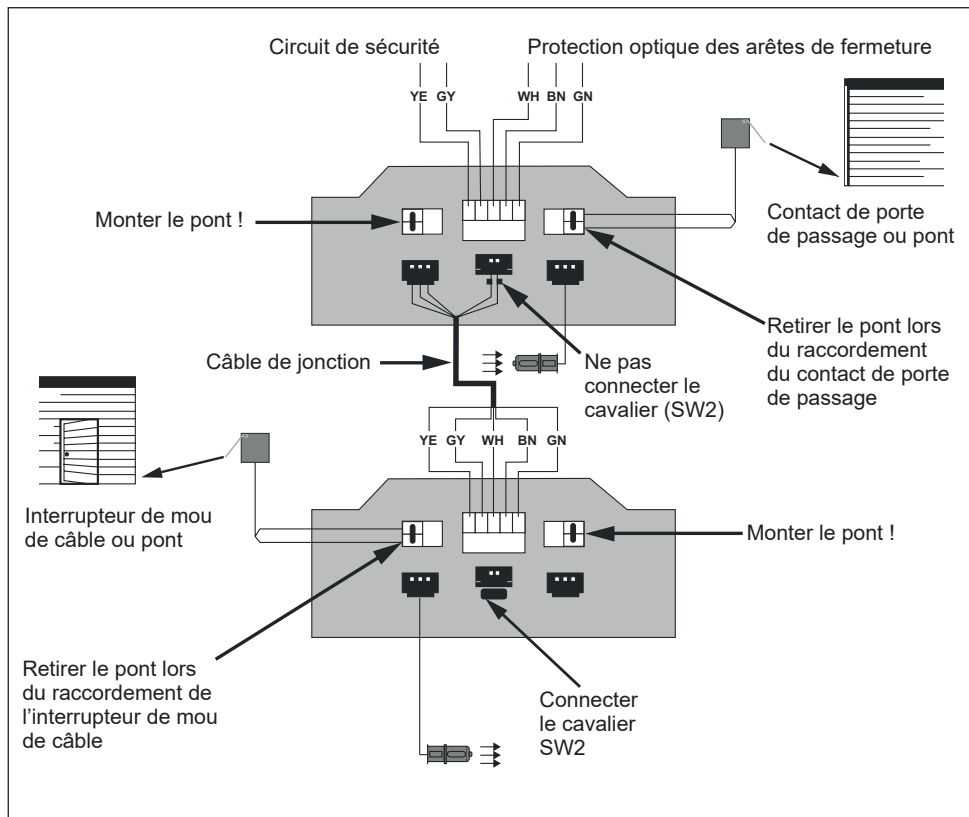 Circuit de sécurité
Protection optique des arêtes de fermeture
YE GY
WH BN GN
Monter le pont !
Contact de porte
de passage ou pont
Retirer le pont lors
du raccordement
du contact de porte
de passage
Câble de jonction
Ne pas
connecter le
cavalier (SW2)
YE GY WH BN GN
Interrupteur de mou
de câble ou pont
Monter le pont !
Retirer le pont lors
du raccordement de
l'interrupteur de mou
de câble
Connecter
le cavalier
SW2